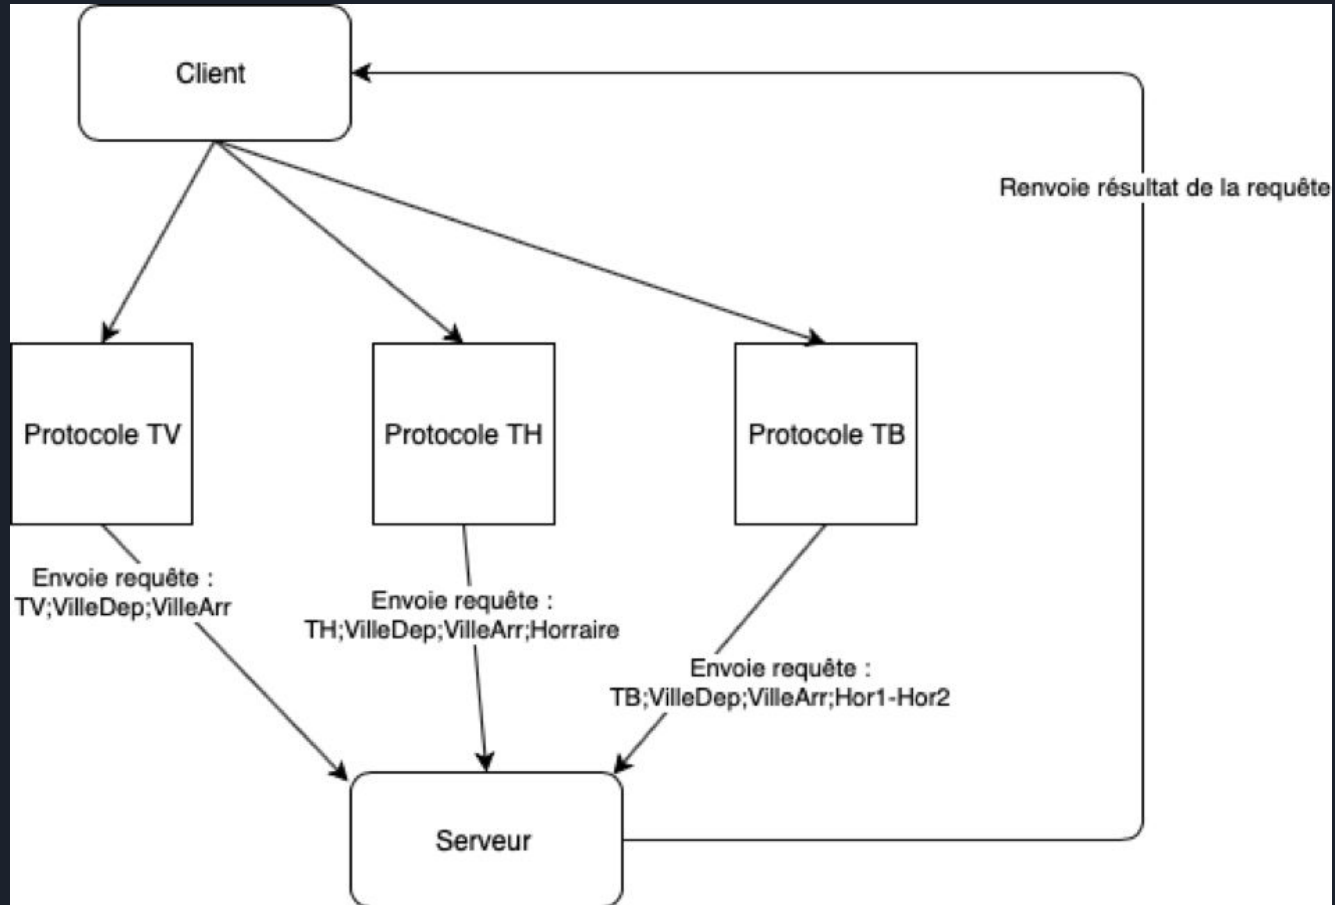 Client
Renvoie résultat de la requête
Protocole TV
Protocole TH
Protocole TB
Envoie requête :
TV;VilleDep;VilleArr
Envoie requête :
TH;VilleDep;VilleArr;Horraire
Envoie requête :
TB;VilleDep;VilleArr;Hor1-Hor2
Serveur